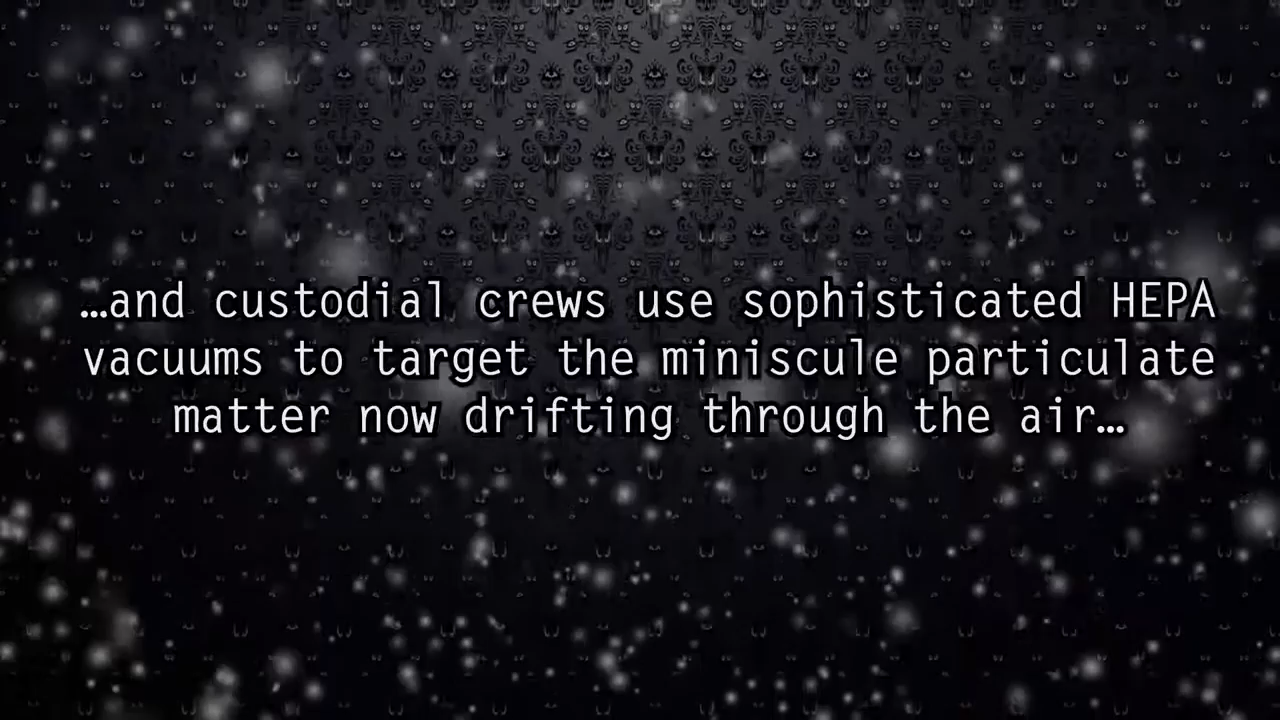 …and custodial crews use sophisticated HEPA
vacuums to target the miniscule particulate
matter now drifting through the air…